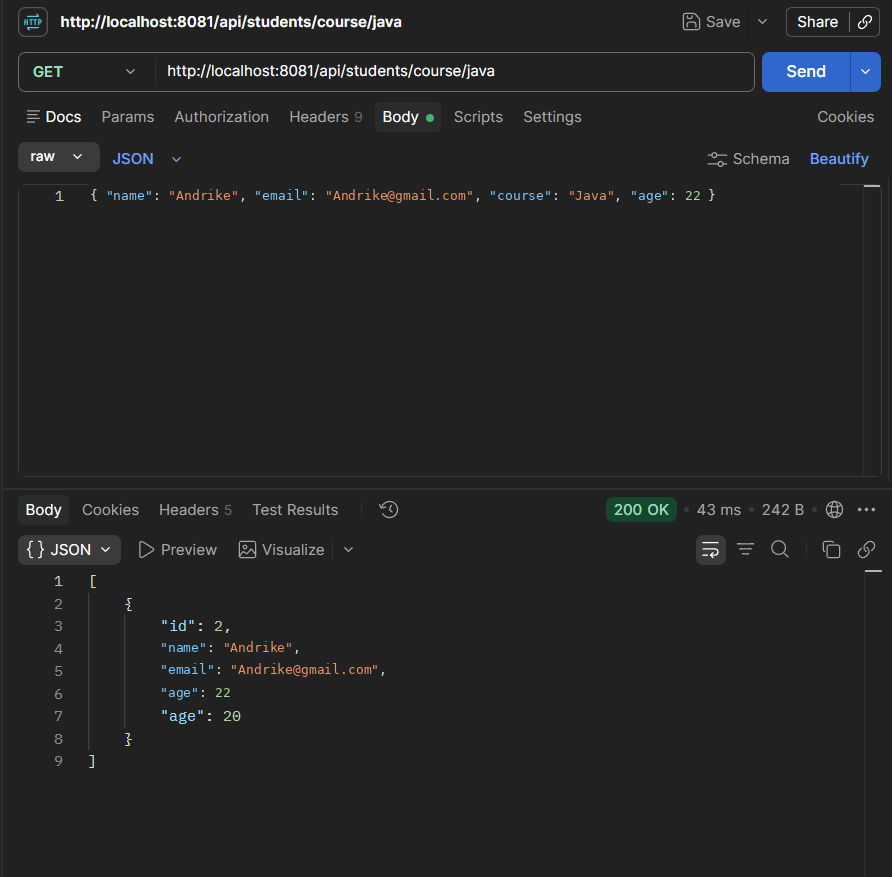 HTTP http://localhost:8081/api/students/course/java Save Share
GET http://localhost:8081/api/students/course/java Send
Docs Params Authorization Headers 9 Body Scripts Settings Cookies
raw JSON Schema Beautify
1 { "name": "Andrike", "email": "Andrike@gmail.com", "course": "Java", "age": 22 }
Body Cookies Headers 5 Test Results 200 OK • 43 ms • 242 B •
{} JSON Preview Visualize
1 [
2 {
3 "id": 2,
4 "name": "Andrike",
5 "email": "Andrike@gmail.com",
6 "age": 22
7 "age": 20
8 }
9 ]